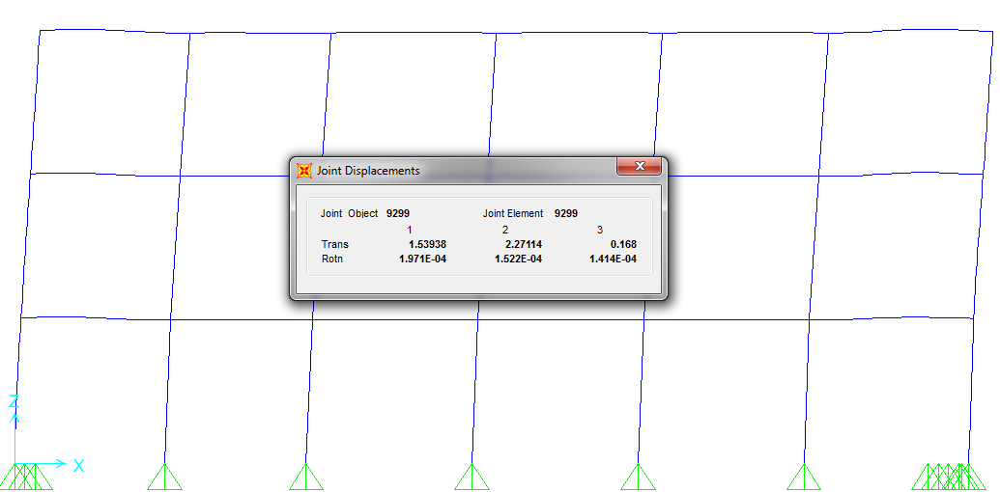 Joint Displacements
Joint Object 9299 Joint Element 9299
1 2 3
Trans 1.53938 2.27114 0.168
Rotn 1.971E-04 1.522E-04 1.414E-04
Z
X